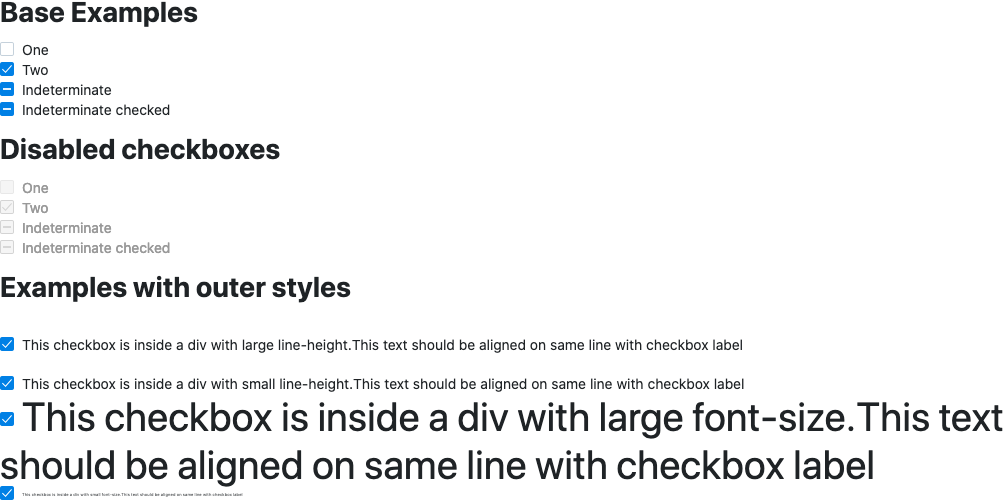 Base Examples
One
Two
Indeterminate
Indeterminate checked
Disabled checkboxes
One
Two
Indeterminate
Indeterminate checked
Examples with outer styles
This checkbox is inside a div with large line-height.This text should be aligned on same line with checkbox label
This checkbox is inside a div with small line-height.This text should be aligned on same line with checkbox label
This checkbox is inside a div with large font-size.This text
should be aligned on same line with checkbox label
This checkbox is inside a div with small font-size.This text should be aligned on same line with checkbox label